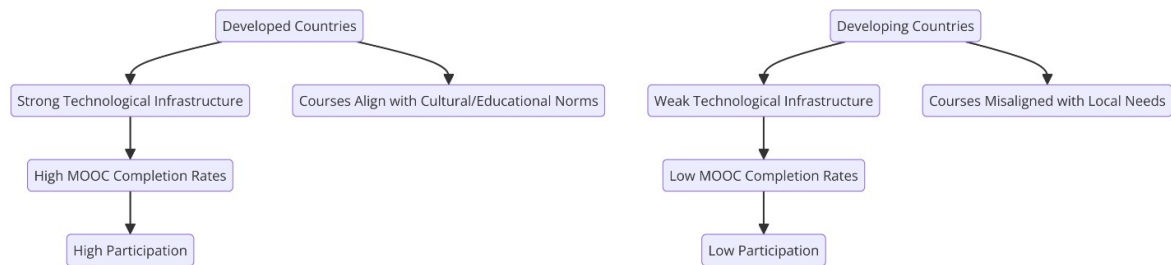 Developed Countries
Strong Technological Infrastructure
Courses Align with Cultural/Educational Norms
High MOOC Completion Rates
High Participation
Developing Countries
Weak Technological Infrastructure
Courses Misaligned with Local Needs
Low MOOC Completion Rates
Low Participation